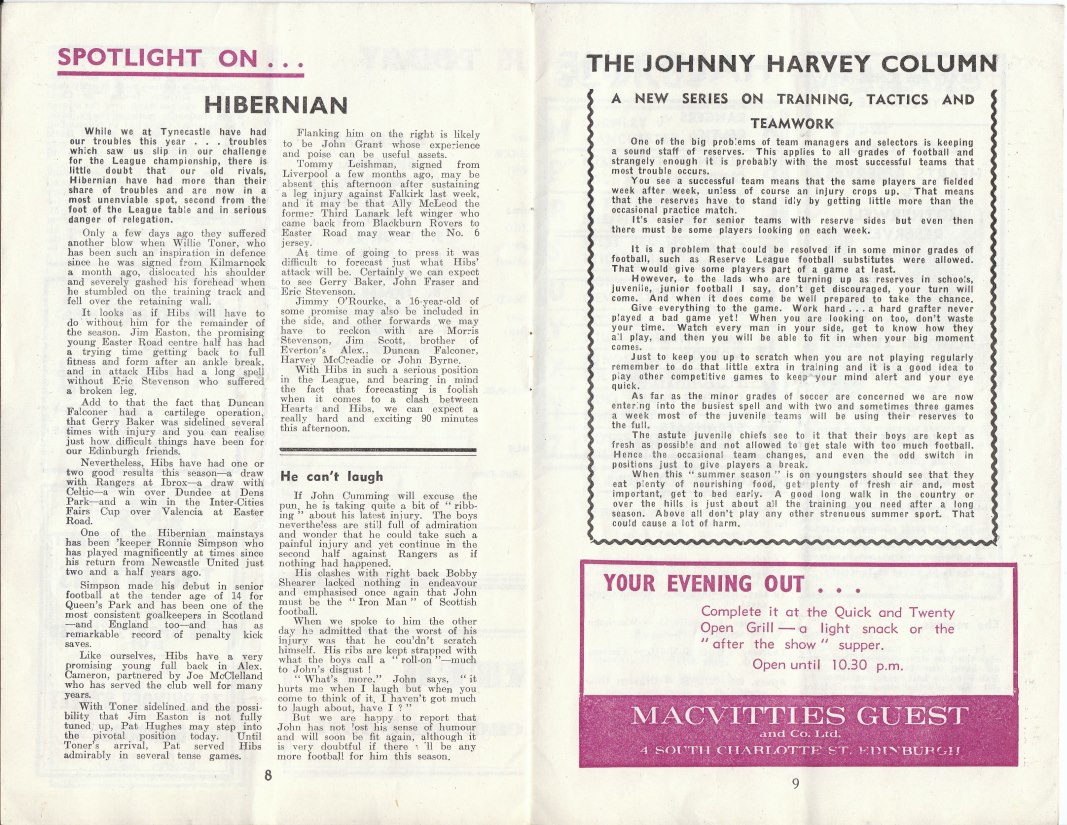 SPOTLIGHT ON . . .
HIBERNIAN
While we at Tynecastle have had
our troubles this year . . . troubles
which saw us slip in our challenge
for the League championship, there is
little doubt that our old rivals,
Hibernian have had more than their
share of troubles and are now in a
most unenviable spot, second from the
foot of the League table and in serious
danger of relegation.
Only a few days ago they suffered
another blow when Willie Toner, who
has been such an inspiration in defence
since he was signed from Kilmarnock
a month ago, dislocated his shoulder
and severely gashed his forehead when
he stumbled on the training track and
fell over the retaining wall.
It looks as if Hibs will have to
do without him for the remainder of
the season. Jim Easton, the promising
young Easter Road centre half has had
a trying time getting back to full
fitness and form after an ankle break,
and in attack Hibs had a long spell
without Eric Stevenson who suffered
a broken leg.
Add to that the fact that Duncan
Falconer had a cartilege operation,
that Gerry Baker was sidelined several
times with injury and you can realise
just how difficult things have been for
our Edinburgh friends.
Nevertheless, Hibs have had one or
two good results this season—a draw
with Rangers at Ibrox—a draw with
Celtic—a win over Dundee at Dens
Park—and a win in the Inter-Cities
Fairs Cup over Valencia at Easter
Road.
One of the Hibernian mainstays
has been 'keeper Ronnie Simpson who
has played magnificently at times since
his return from Newcastle United just
two and a half years ago.
Simpson made his debut in senior
football at the tender age of 14 for
Queen's Park and has been one of the
most consistent goalkeepers in Scotland
—and England too—and has as
remarkable record of penalty kick
saves.
Like ourselves, Hibs have a very
promising young full back in Alex.
Cameron, partnered by Joe McClelland
who has served the club well for many
years.
With Toner sidelined and the possi-
bility that Jim Easton is not fully
tuned up, Pat Hughes may step into
the pivotal position today. Until
Toner's arrival, Pat served Hibs
admirably in several tense games.
Flanking him on the right is likely
to be John Grant whose experience
and poise can be useful assets.
Tommy Leishman, signed from
Liverpool a few months ago, may be
absent this afternoon after sustaining
a leg injury against Falkirk last week,
and it may be that Ally McLeod the
former Third Lanark left winger who
came back from Blackburn Rovers to
Easter Road may wear the No. 6
jersey.
At time of going to press it was
difficult to forecast just what Hibs'
attack will be. Certainly we can expect
to see Gerry Baker, John Fraser and
Eric Stevenson.
Jimmy O'Rourke, a 16-year-old of
some promise may also be included in
the side, and other forwards we may
have to reckon with are Morris
Stevenson, Jim Scott, brother of
Everton's Alex., Duncan Falconer,
Harvey McCreadie or John Byrne.
With Hibs in such a serious position
in the League, and bearing in mind
the fact that forecasting is foolish
when it comes to a clash between
Hearts and Hibs, we can expect a
really hard and exciting 90 minutes
this afternoon.
He can't laugh
If John Cumming will excuse the
pun, he is taking quite a bit of "ribb-
ing" about his latest injury. The boys
nevertheless are still full of admiration
and wonder that he could take such a
painful injury and yet continue in the
second half against Rangers as if
nothing had happened.
His clashes with right back Bobby
Shearer lacked nothing in endeavour
and emphasised once again that John
must be the "Iron Man" of Scottish
football.
When we spoke to him the other
day he admitted that the worst of his
injury was that he couldn't scratch
himself. His ribs are kept strapped with
what the boys call a "roll-on"—much
to John's disgust !
"What's more," John says, "it
hurts me when I laugh but when you
come to think of it, I haven't got much
to laugh about, have I ?"
But we are happy to report that
John has not lost his sense of humour
and will soon be fit again, although it
is very doubtful if there 'll be any
more football for him this season.
8
THE JOHNNY HARVEY COLUMN
A NEW SERIES ON TRAINING, TACTICS AND
TEAMWORK
One of the big problems of team managers and selectors is keeping
a sound staff of reserves. This applies to all grades of football and
strangely enough it is probably with the most successful teams that
most trouble occurs.
You see a successful team means that the same players are fielded
week after week, unless of course an injury crops up. That means
that the reserves have to stand idly by getting little more than the
occasional practice match.
It's easier for senior teams with reserve sides but even then
there must be some players looking on each week.
It is a problem that could be resolved if in some minor grades of
football, such as Reserve League football substitutes were allowed.
That would give some players part of a game at least.
However, to the lads who are turning up as reserves in schools,
juvenile, junior football I say, don't get discouraged, your turn will
come. And when it does come be well prepared to take the chance.
Give everything to the game. Work hard . . . a hard grafter never
played a bad game yet! When you are looking on too, don't waste
your time. Watch every man in your side, get to know how they
all play, and then you will be able to fit in when your big moment
comes.
Just to keep you up to scratch when you are not playing regularly
remember to do that little extra in training and it is a good idea to
play other competitive games to keep your mind alert and your eye
quick.
As far as the minor grades of soccer are concerned we are now
entering into the busiest spell and with two and sometimes three games
a week most of the juvenile teams will be using their reserves to
the full.
The astute juvenile chiefs see to it that their boys are kept as
fresh as possible and not allowed to get stale with too much football.
Hence the occasional team changes, and even the odd switch in
positions just to give players a break.
When this "summer season" is on youngsters should see that they
eat plenty of nourishing food, get plenty of fresh air and, most
important, get to bed early. A good long walk in the country or
over the hills is just about all the training you need after a long
season. Above all don't play any other strenuous summer sport. That
could cause a lot of harm.
YOUR EVENING OUT . . .
Complete it at the Quick and Twenty
Open Grill — a light snack or the
"after the show" supper.
Open until 10.30 p.m.
MACVITTIES GUEST
and Co. Ltd.
4 SOUTH CHARLOTTE ST. EDINBURGH
9